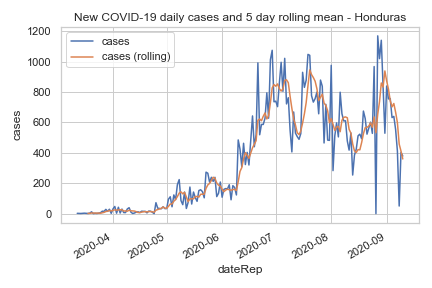 New COVID-19 daily cases and 5 day rolling mean - Honduras
cases
cases (rolling)
1200
1000
800
600
400
200
0
cases
2020-04
2020-05
2020-06
2020-07
2020-08
2020-09
dateRep